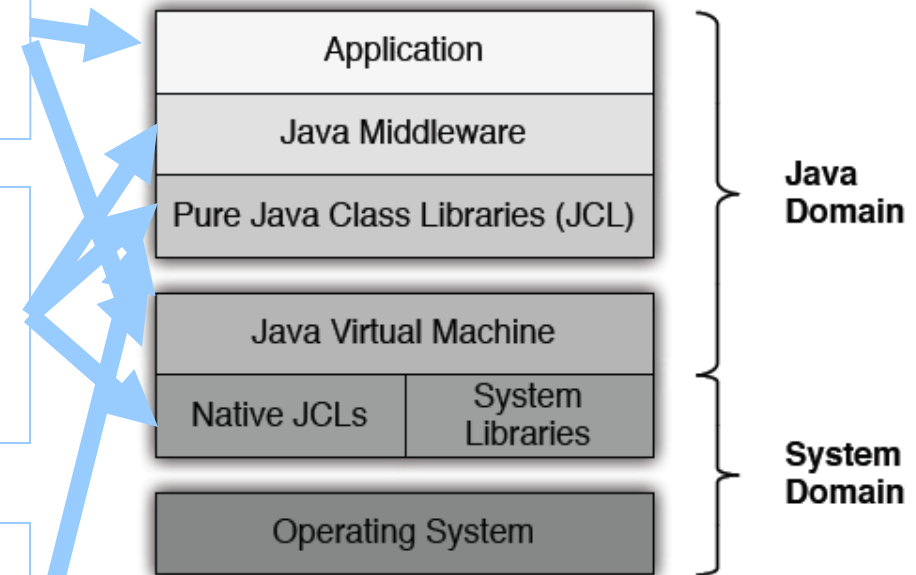 Application
Java Middleware
Pure Java Class Libraries (JCL)
Java
Domain
Java Virtual Machine
Native JCLs
System
Libraries
System
Domain
Operating System